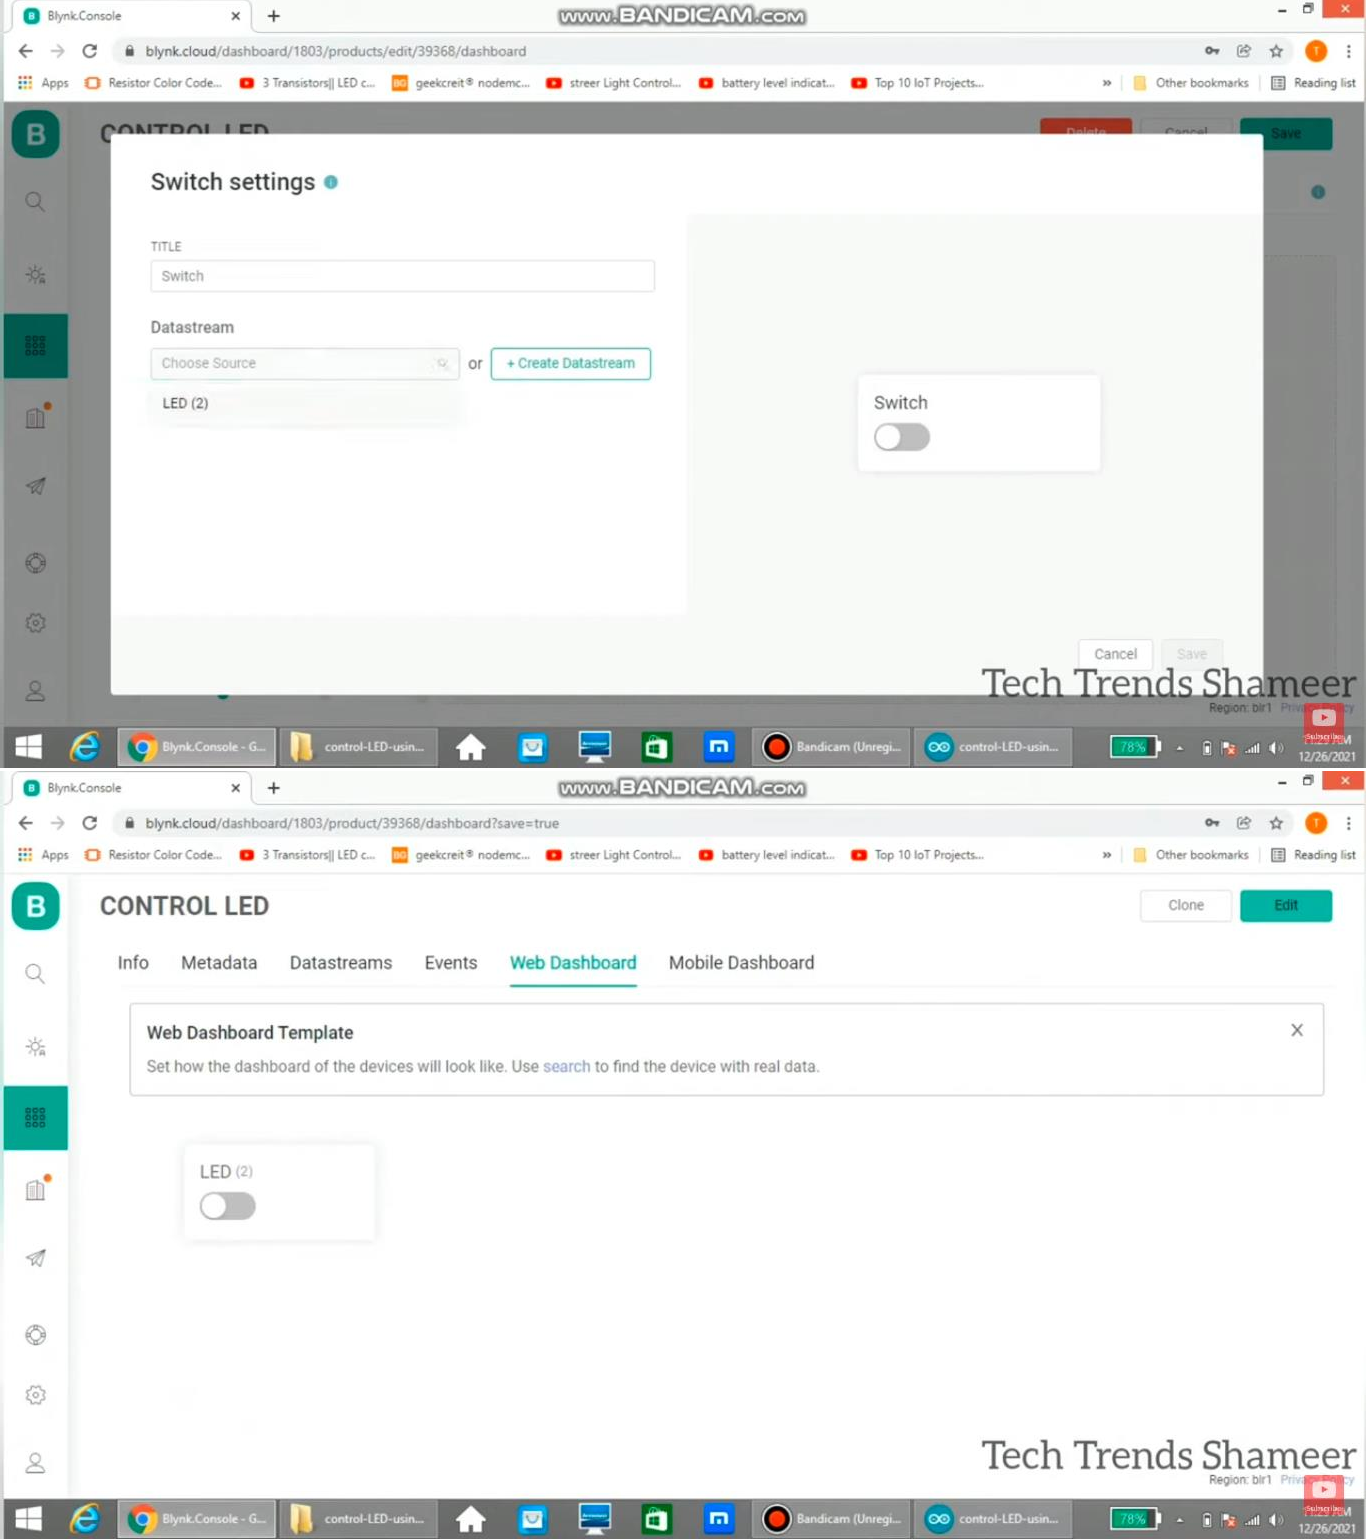 Blynk.Console
www.BANDICAM.com
blynk.cloud/dashboard/1803/products/edit/39368/dashboard
T
Apps
Resistor Color Code...
3 Transistors|| LED c...
BG
geekcreit® nodemc...
streer Light Control...
battery level indicat...
Top 10 IoT Projects...
»
Other bookmarks
Reading list
B
CONTROL LED
Delete
Cancel
Save
Switch settings
TITLE
Switch
Datastream
Choose Source
or
+ Create Datastream
LED (2)
Switch
Cancel
Save
Tech Trends Shameer
Region: blr1
Blynk.Console - G...
control-LED-usin...
m
Bandicam (Unregi...
control-LED-usin...
78%
12/26/2021
Blynk.Console
www.BANDICAM.com
blynk.cloud/dashboard/1803/product/39368/dashboard?save=true
T
Apps
Resistor Color Code...
3 Transistors|| LED c...
BG
geekcreit® nodemc...
streer Light Control...
battery level indicat...
Top 10 IoT Projects...
»
Other bookmarks
Reading list
B
CONTROL LED
Clone
Edit
Info
Metadata
Datastreams
Events
Web Dashboard
Mobile Dashboard
Web Dashboard Template
Set how the dashboard of the devices will look like. Use search to find the device with real data.
LED (2)
Tech Trends Shameer
Region: blr1
Blynk.Console - G...
control-LED-usin...
m
Bandicam (Unregi...
control-LED-usin...
78%
12/26/2021